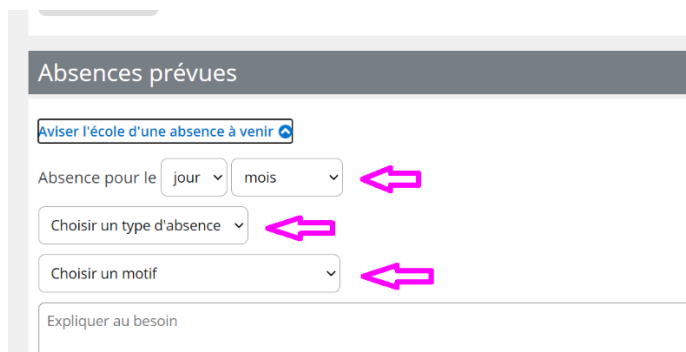 Absences prévues
Aviser l'école d'une absence à venir
Absence pour le jour mois
Choisir un type d'absence
Choisir un motif
Expliquer au besoin